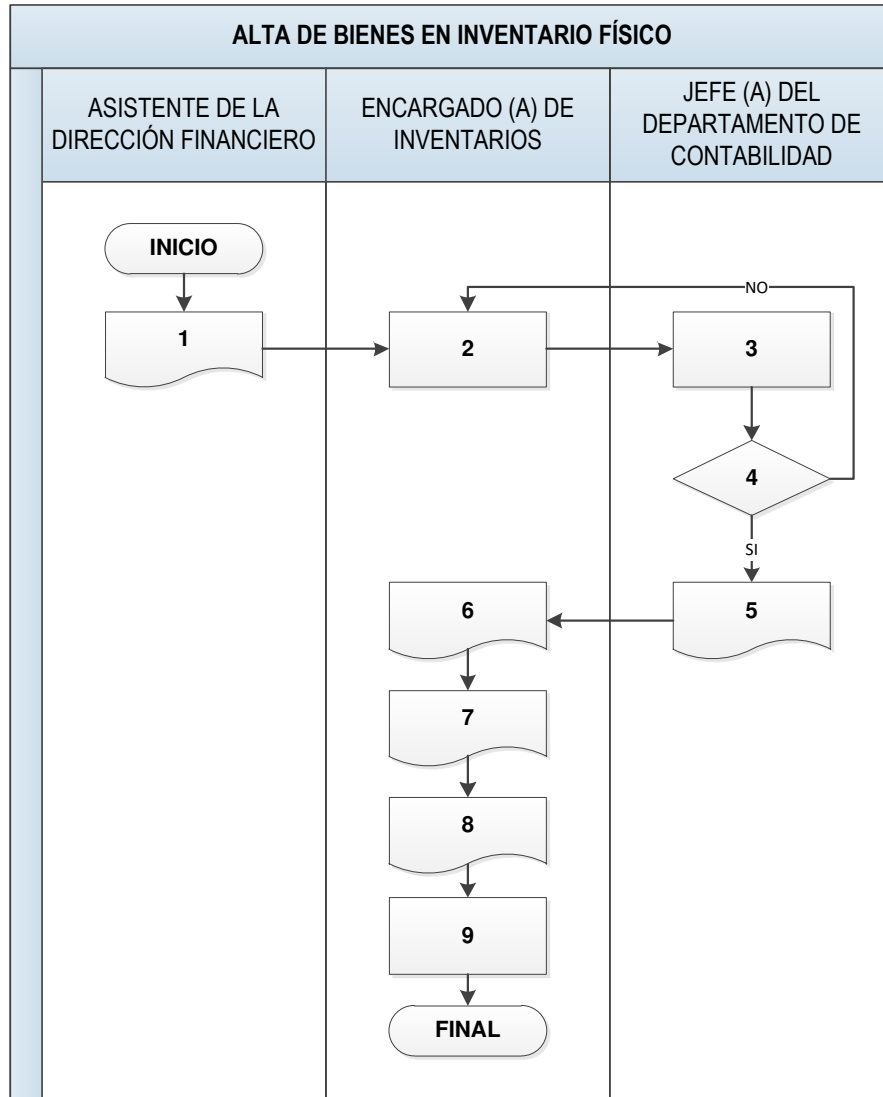 ALTA DE BIENES EN INVENTARIO FÍSICO
ASISTENTE DE LA
DIRECCIÓN FINANCIERO
ENCARGADO (A) DE
INVENTARIOS
JEFE (A) DEL
DEPARTAMENTO DE
CONTABILIDAD
INICIO
NO
1
2
3
4
SI
6
5
7
8
9
FINAL